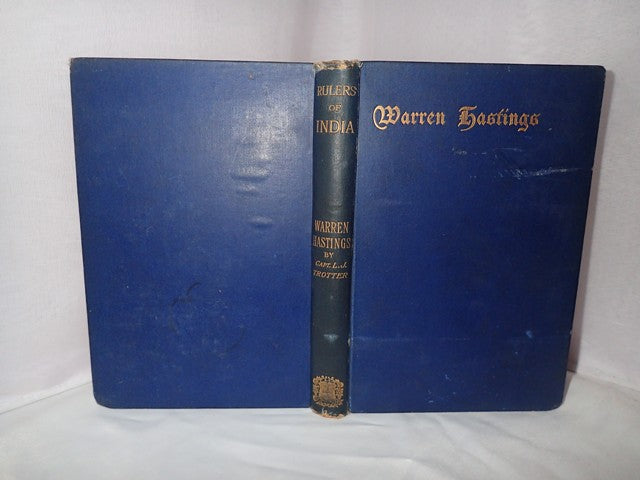 RULERS
OF
INDIA
WARREN
HASTINGS
BY
CAPT. L. J.
TROTTER
Warren Hastings